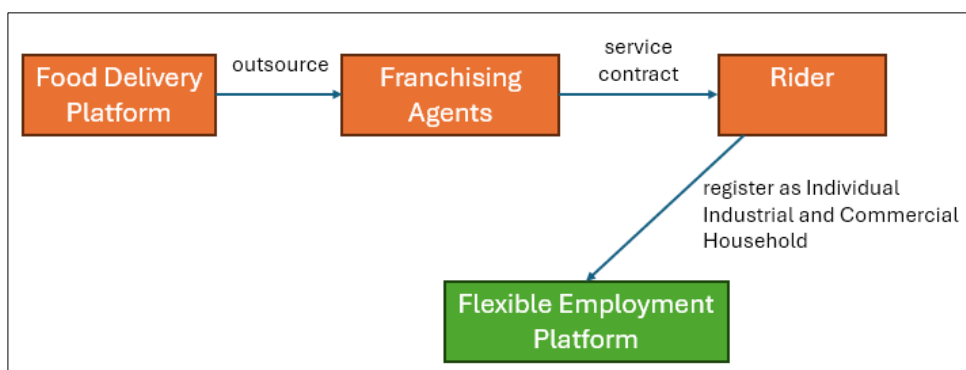 Food Delivery
Platform
outsource
Franchising
Agents
service
contract
Rider
register as Individual
Industrial and Commercial
Household
Flexible Employment
Platform